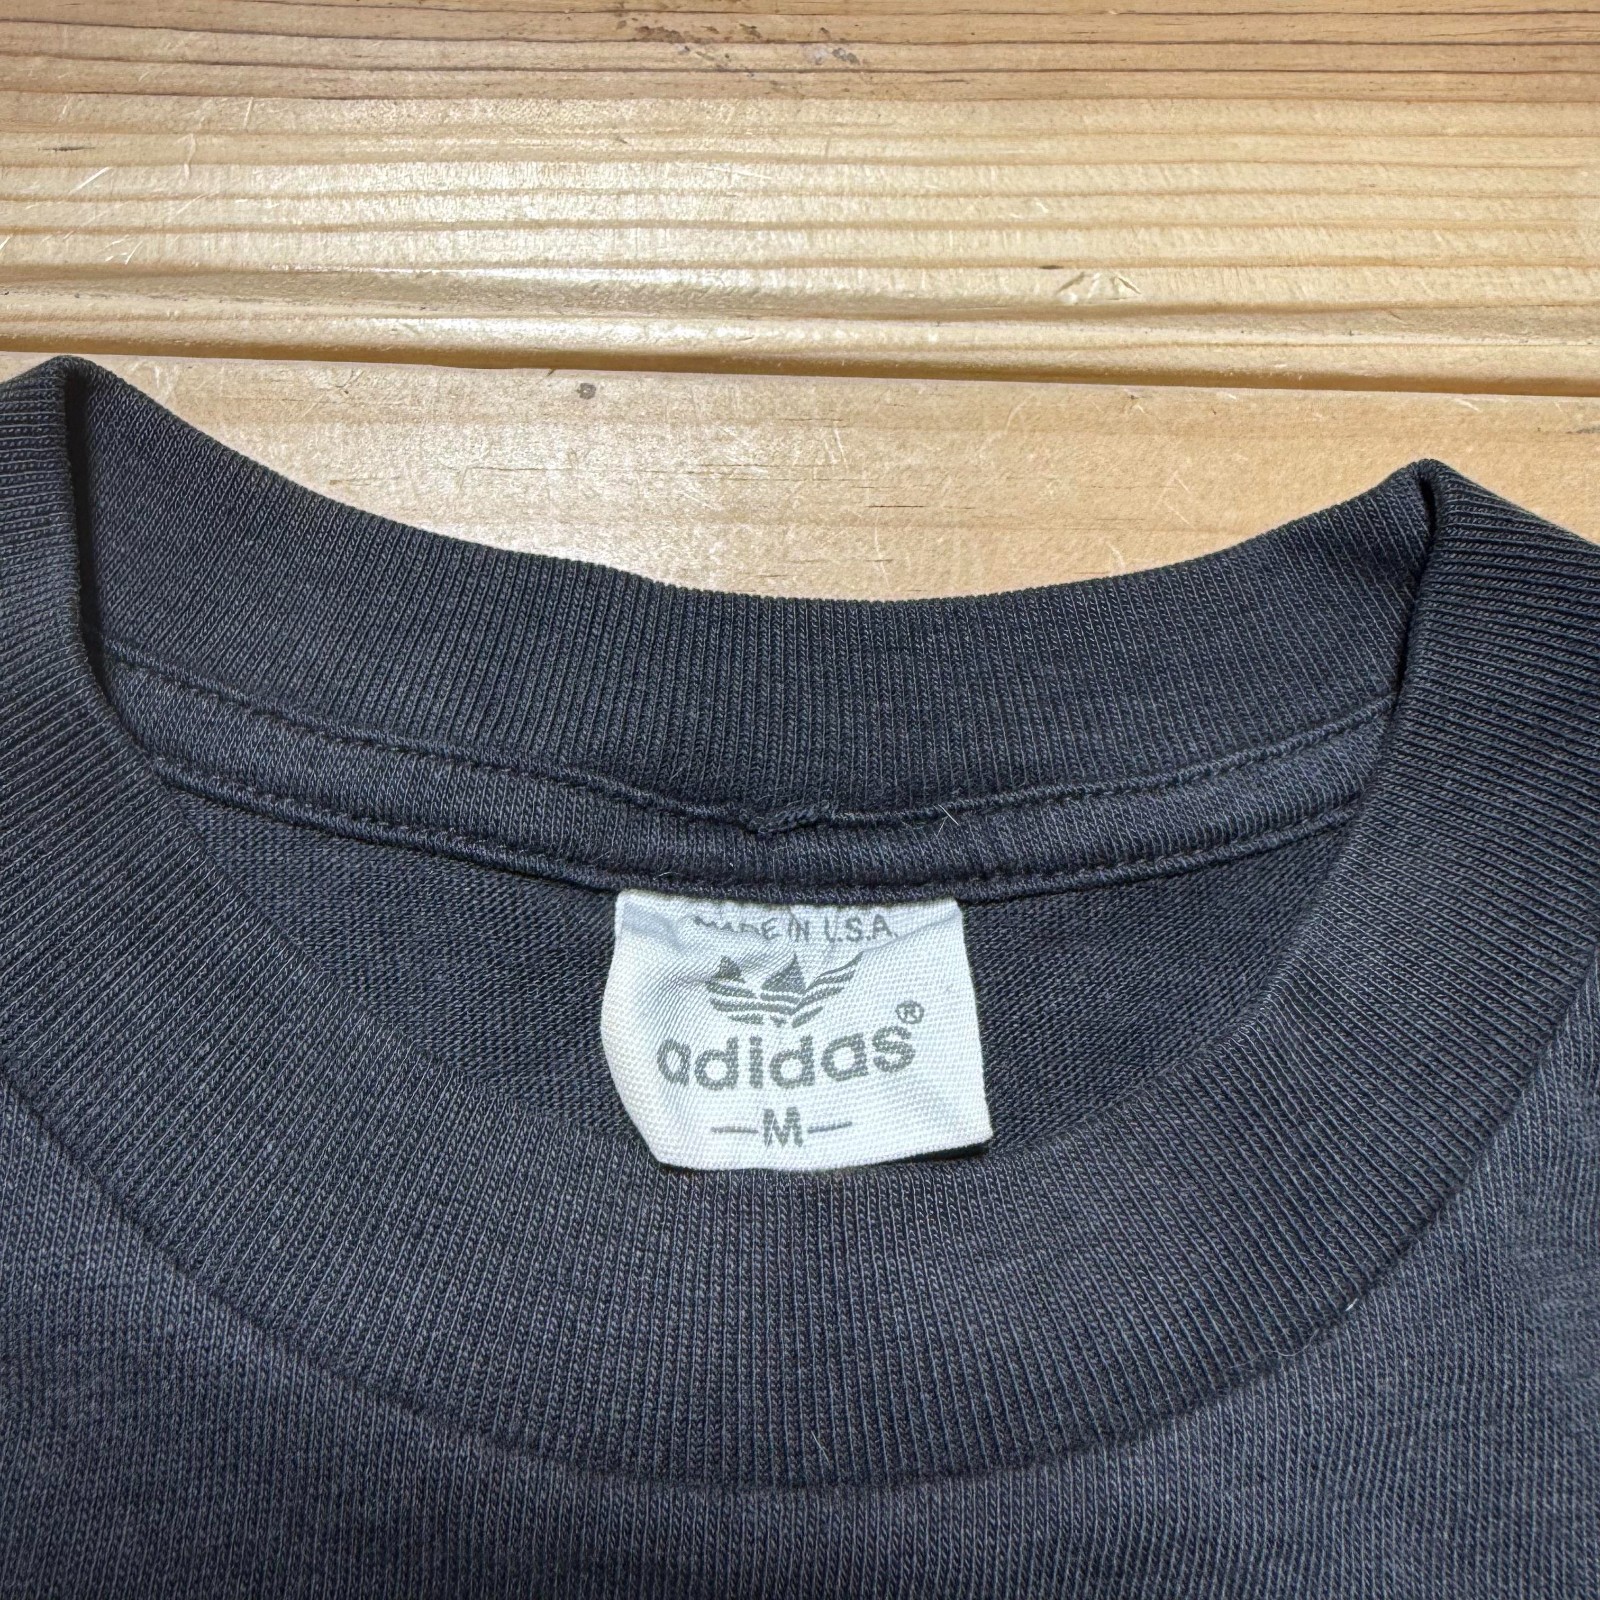 MADE IN U.S.A.
adidas®
—M—